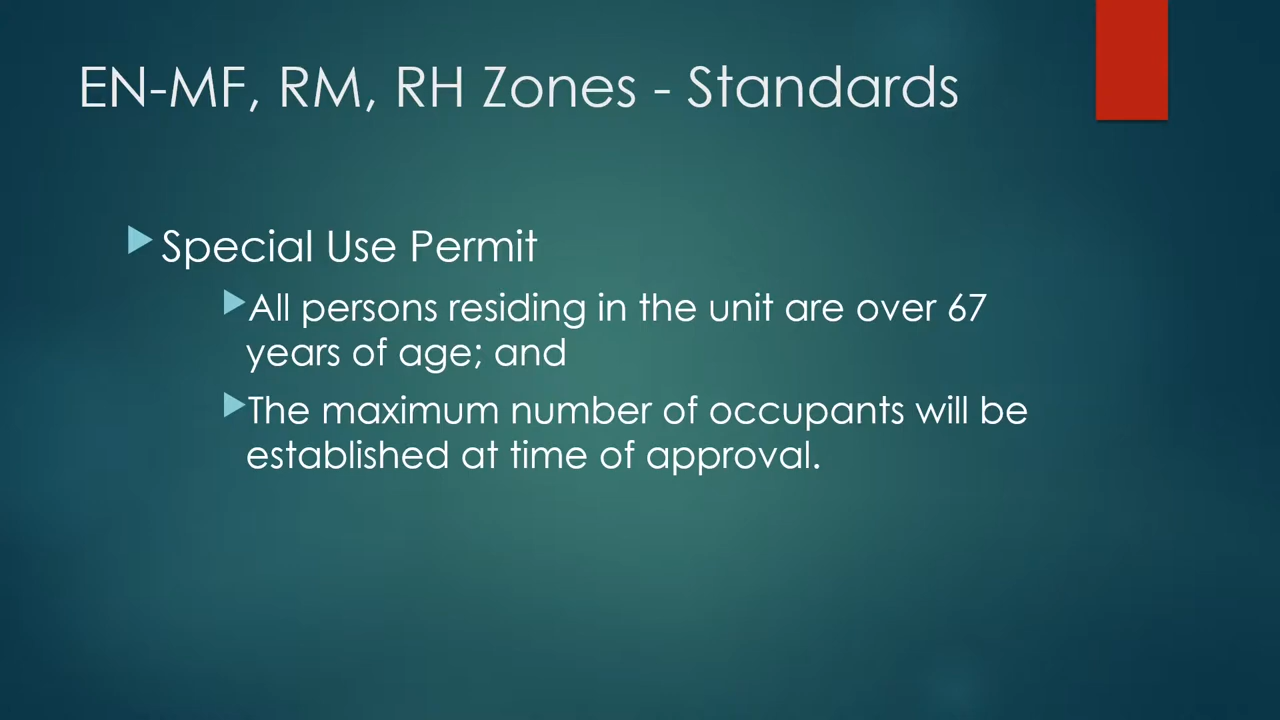 EN-MF, RM, RH Zones - Standards
Special Use Permit
All persons residing in the unit are over 67
years of age; and
The maximum number of occupants will be
established at time of approval.